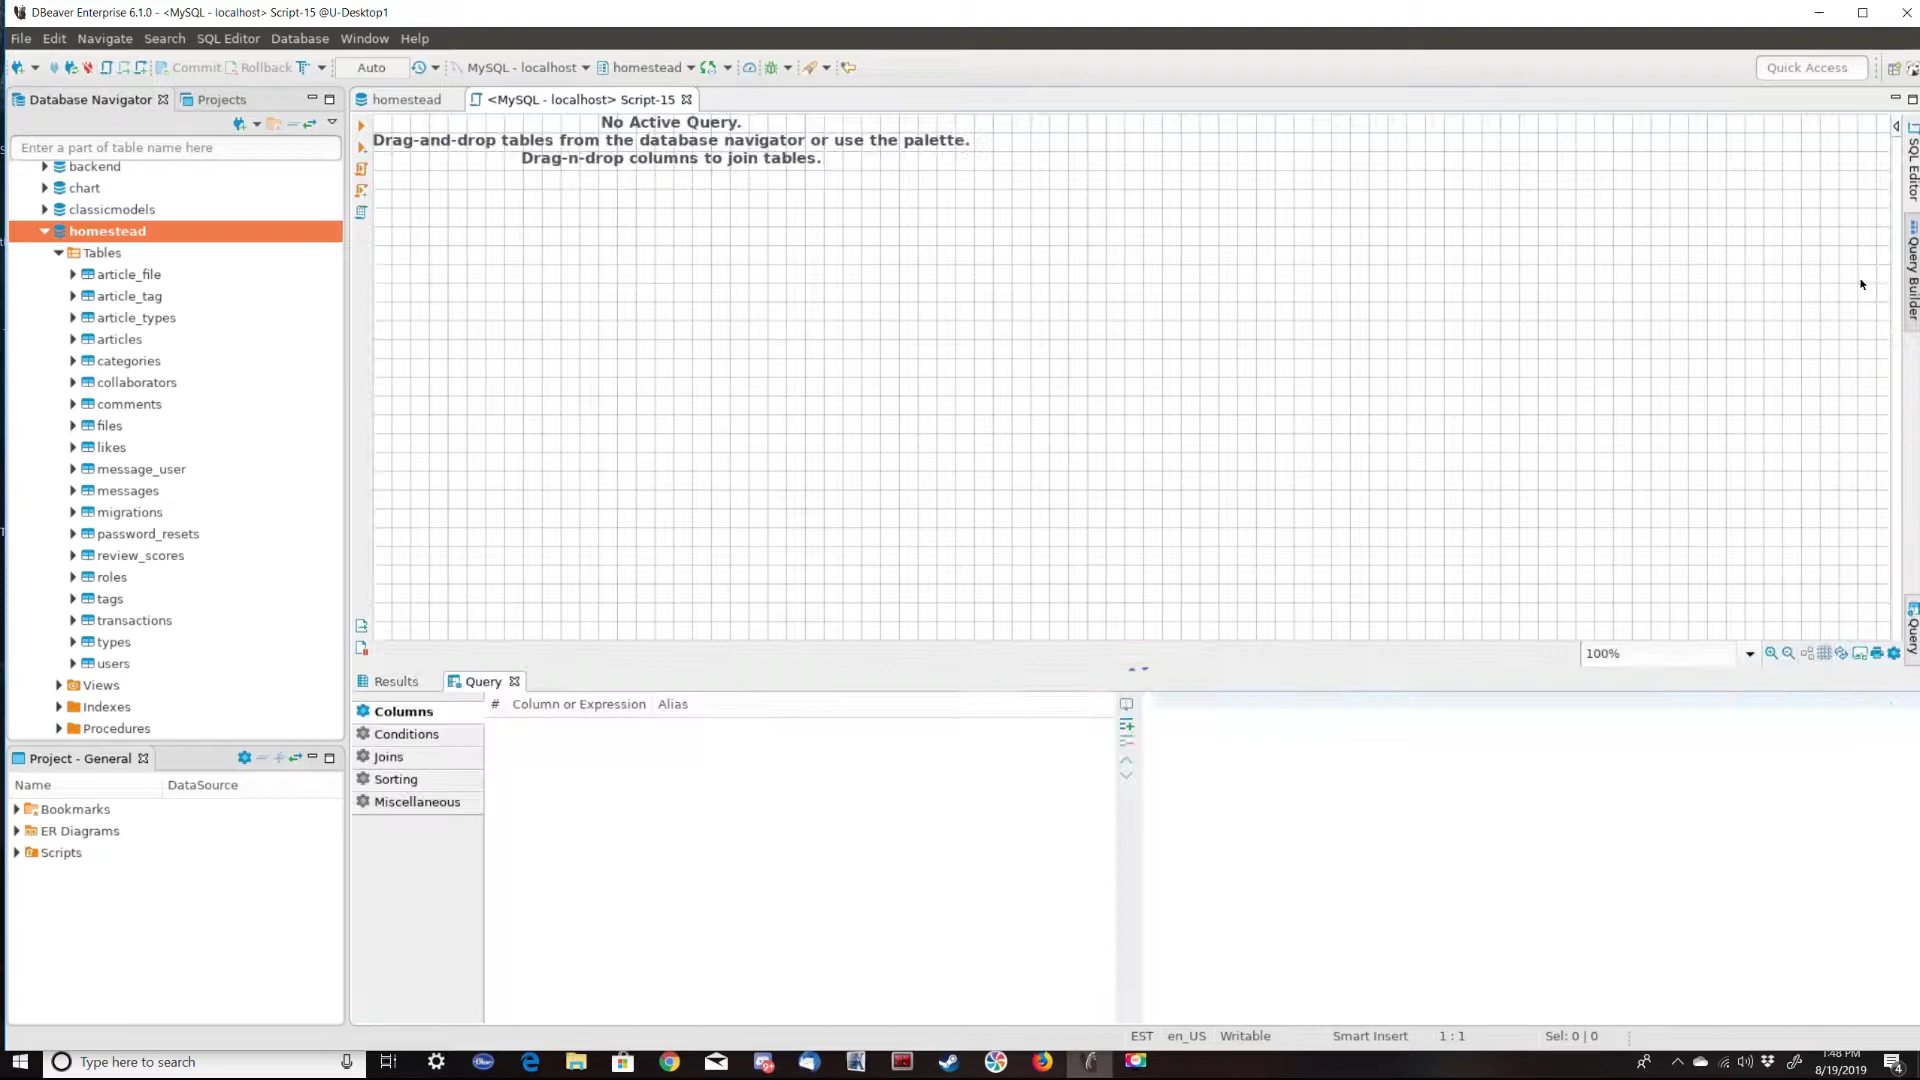 DBeaver Enterprise 6.1.0 - <MySQL - localhost> Script-15 @U-Desktop1
File Edit Navigate Search SQL Editor Database Window Help
Commit Rollback Auto MySQL - localhost homestead Quick Access
Database Navigator Projects
Enter a part of table name here
backend
chart
classicmodels
homestead
Tables
article_file
article_tag
article_types
articles
categories
collaborators
comments
files
likes
message_user
messages
migrations
password_resets
review_scores
roles
tags
transactions
types
users
Views
Indexes
Procedures
Project - General
Name DataSource
Bookmarks
ER Diagrams
Scripts
homestead <MySQL - localhost> Script-15
No Active Query.
Drag-and-drop tables from the database navigator or use the palette.
Drag-n-drop columns to join tables.
SQL Editor
Query Builder
Query
100%
Results Query
Columns
Conditions
Joins
Sorting
Miscellaneous
# Column or Expression Alias
EST en_US Writable Smart Insert 1 : 1 Sel: 0 | 0
Type here to search
1:48 PM
8/19/2019
4